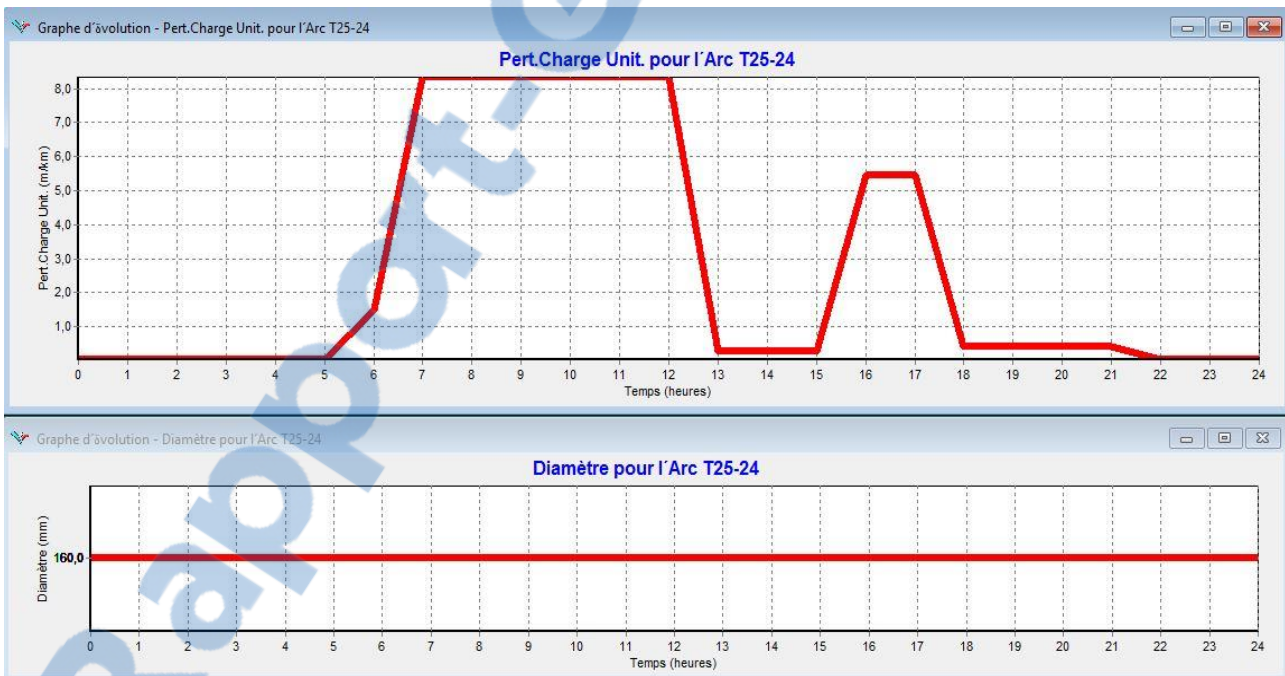 Graphe d´évolution - Pert.Charge Unit. pour l´Arc T25-24
Pert.Charge Unit. pour l´Arc T25-24
Pert.Charge Unit. (m/km)
8,0
7,0
6,0
5,0
4,0
3,0
2,0
1,0
0 1 2 3 4 5 6 7 8 9 10 11 12 13 14 15 16 17 18 19 20 21 22 23 24
Temps (heures)
Graphe d´évolution - Diamètre pour l´Arc T25-24
Diamètre pour l´Arc T25-24
Diamètre (mm)
160,0
0 1 2 3 4 5 6 7 8 9 10 11 12 13 14 15 16 17 18 19 20 21 22 23 24
Temps (heures)